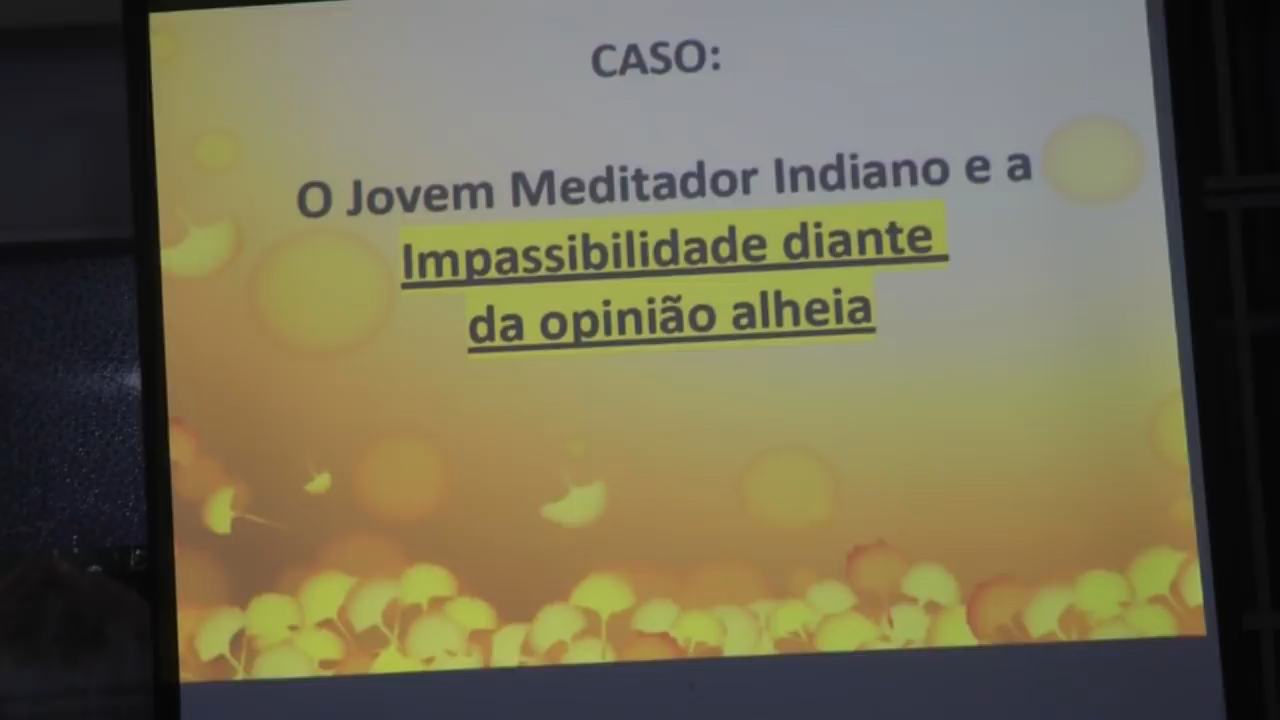 CASO:
O Jovem Meditador Indiano e a
Impassibilidade diante
da opinião alheia